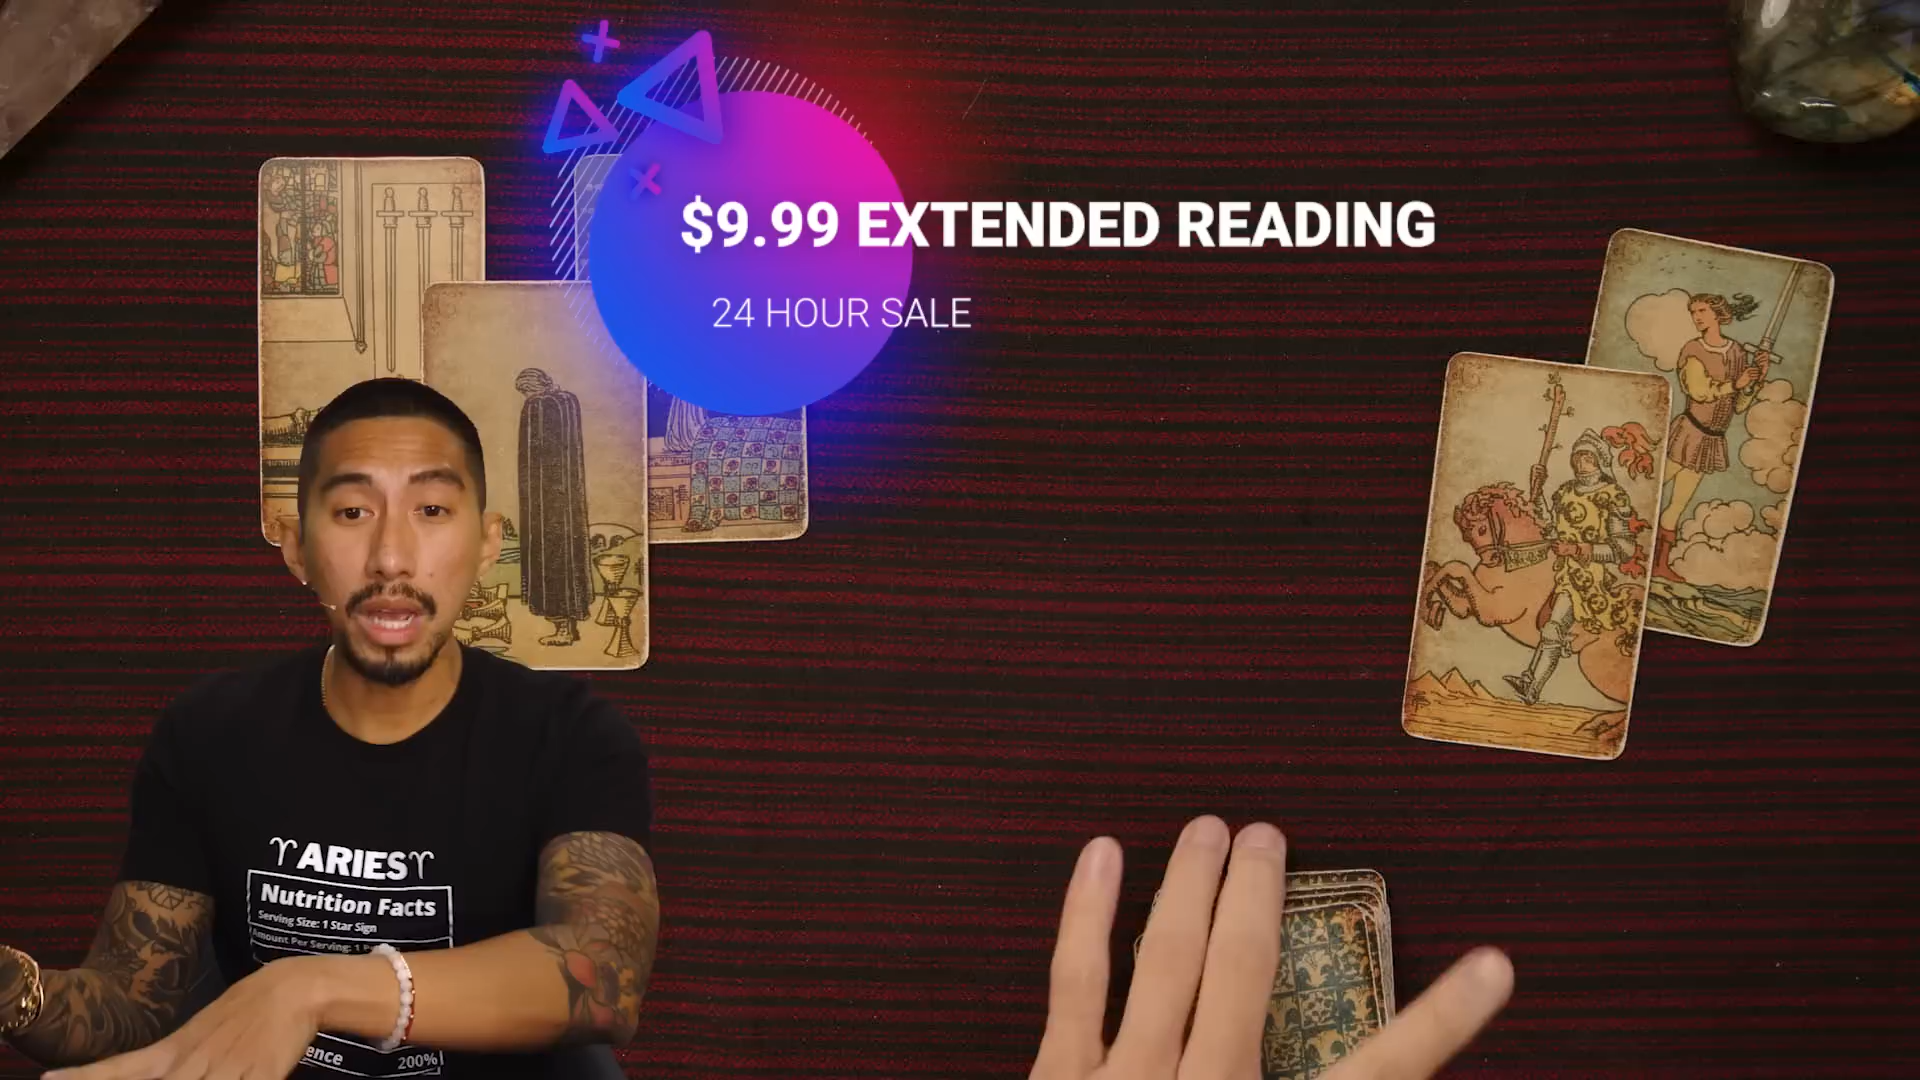 $9.99 EXTENDED READING
24 HOUR SALE
♈ARIES♈
Nutrition Facts
Serving Size: 1 Star Sign
Amount Per Serving: 1
200%